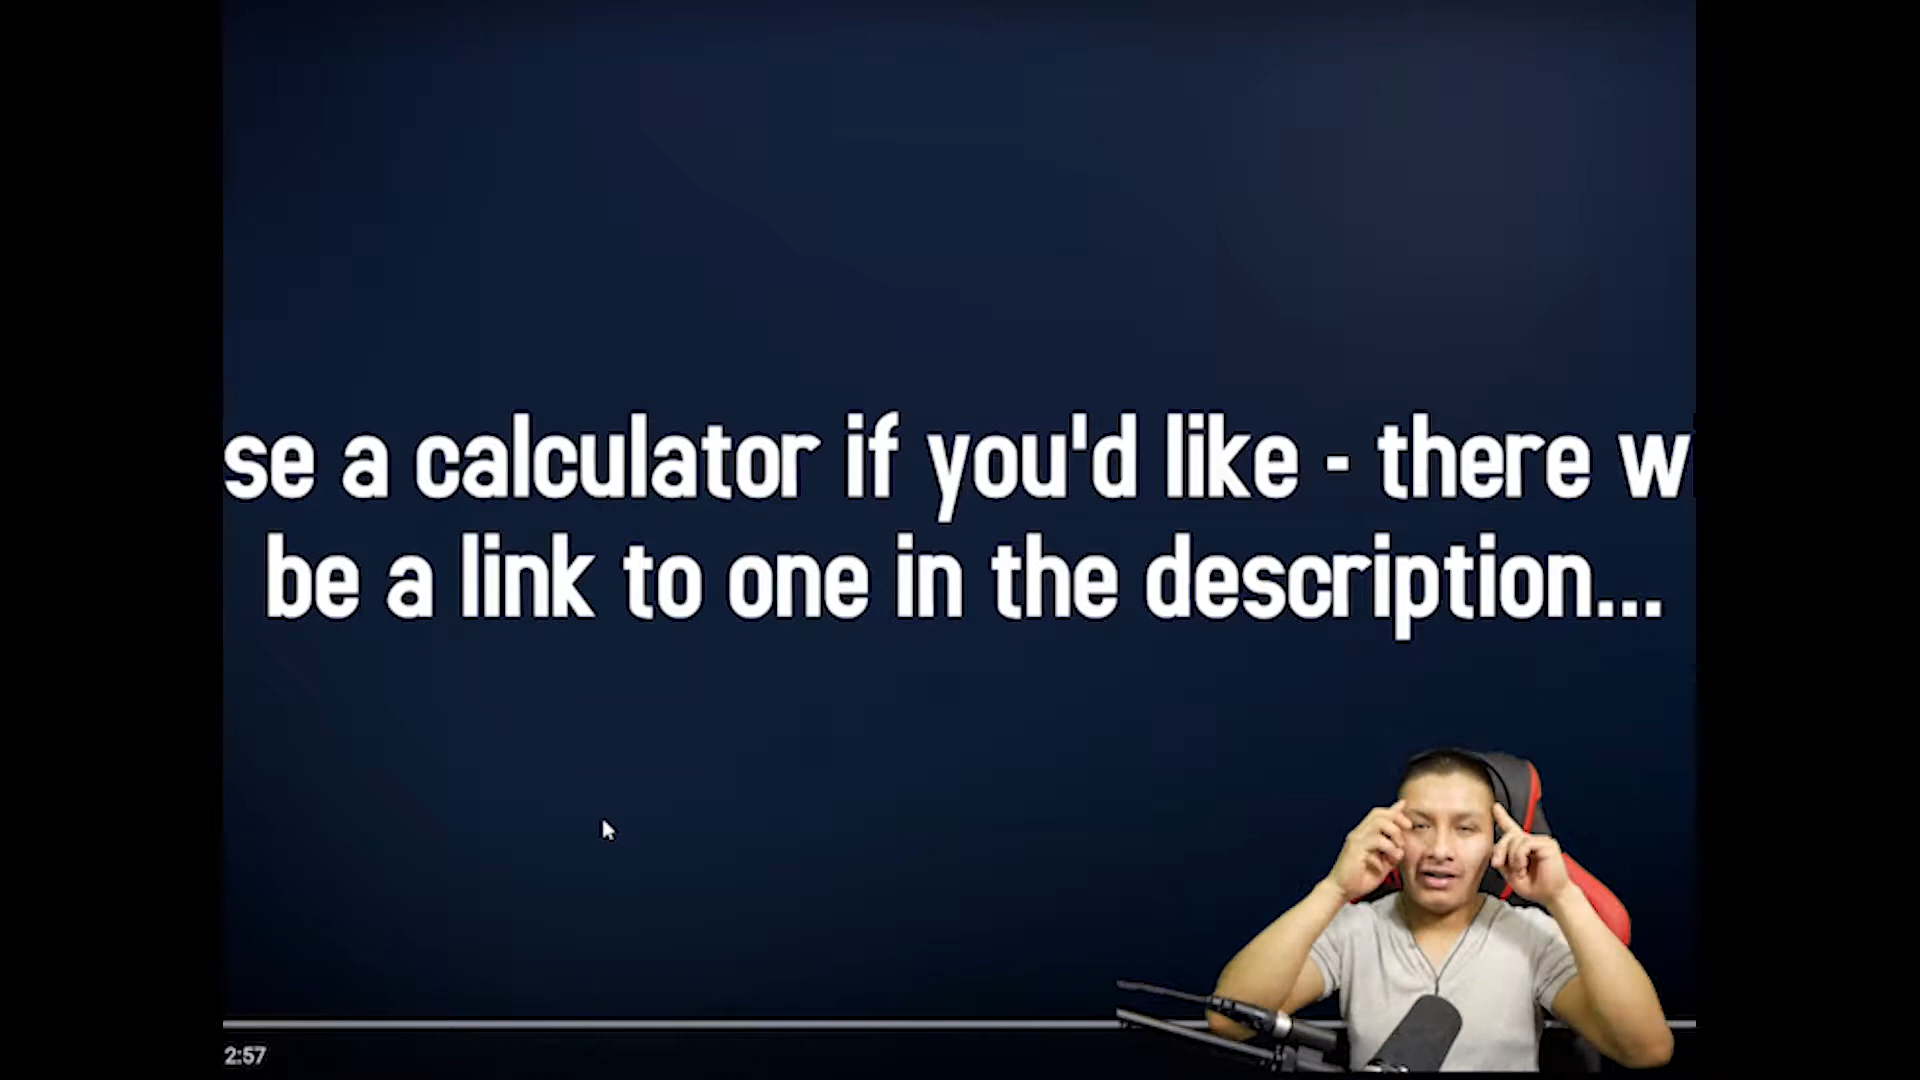 se a calculator if you'd like - there w
be a link to one in the description...
2:57